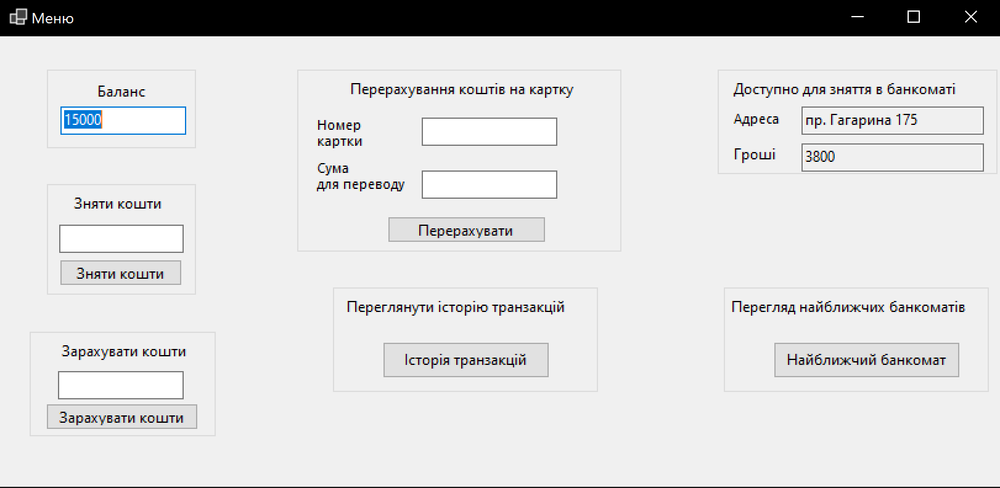 Меню
Баланс
15000
Зняти кошти
Зняти кошти
Зарахувати кошти
Зарахувати кошти
Перерахування коштів на картку
Номер
картки
Сума
для переводу
Перерахувати
Переглянути історію транзакцій
Історія транзакцій
Доступно для зняття в банкоматі
Адреса пр. Гагарина 175
Гроші 3800
Перегляд найближчих банкоматів
Найближчий банкомат